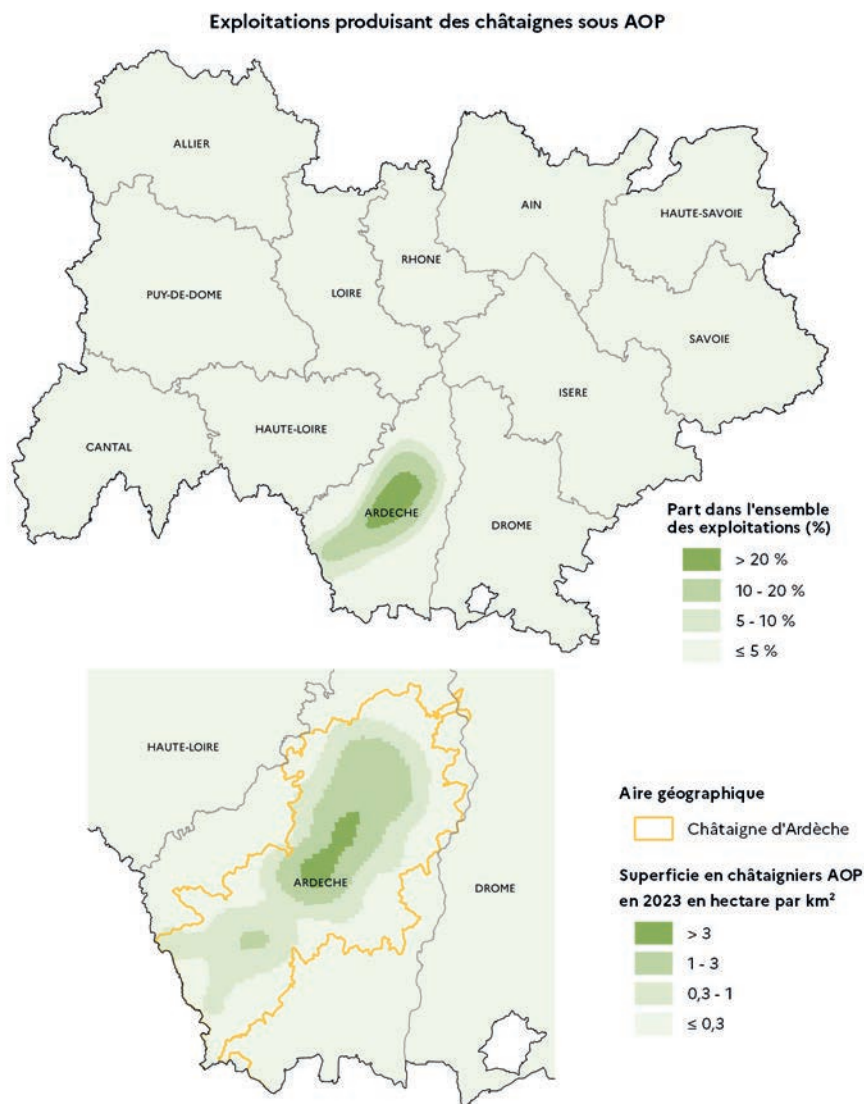 Exploitations produisant des châtaignes sous AOP
ALLIER
AIN
HAUTE-SAVOIE
RHONE
PUY-DE-DOME
LOIRE
SAVOIE
ISERE
HAUTE-LOIRE
CANTAL
ARDECHE
DROME
Part dans l'ensemble
des exploitations (%)
> 20 %
10 - 20 %
5 - 10 %
≤ 5 %
HAUTE-LOIRE
ARDECHE
DROME
Aire géographique
Châtaigne d'Ardèche
Superficie en châtaigniers AOP
en 2023 en hectare par km²
> 3
1 - 3
0,3 - 1
≤ 0,3